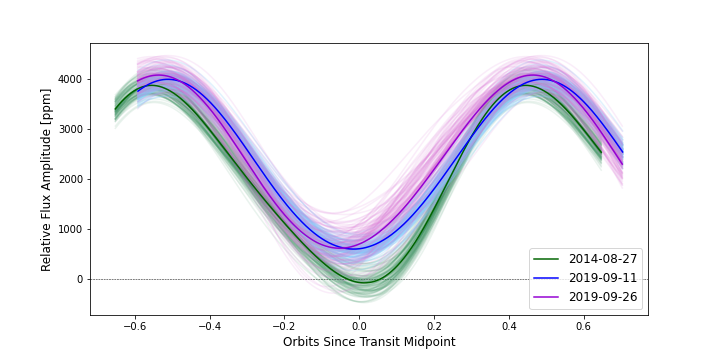 Relative Flux Amplitude [ppm]
4000
3000
2000
1000
0
−0.6 −0.4 −0.2 0.0 0.2 0.4 0.6
Orbits Since Transit Midpoint
2014-08-27
2019-09-11
2019-09-26